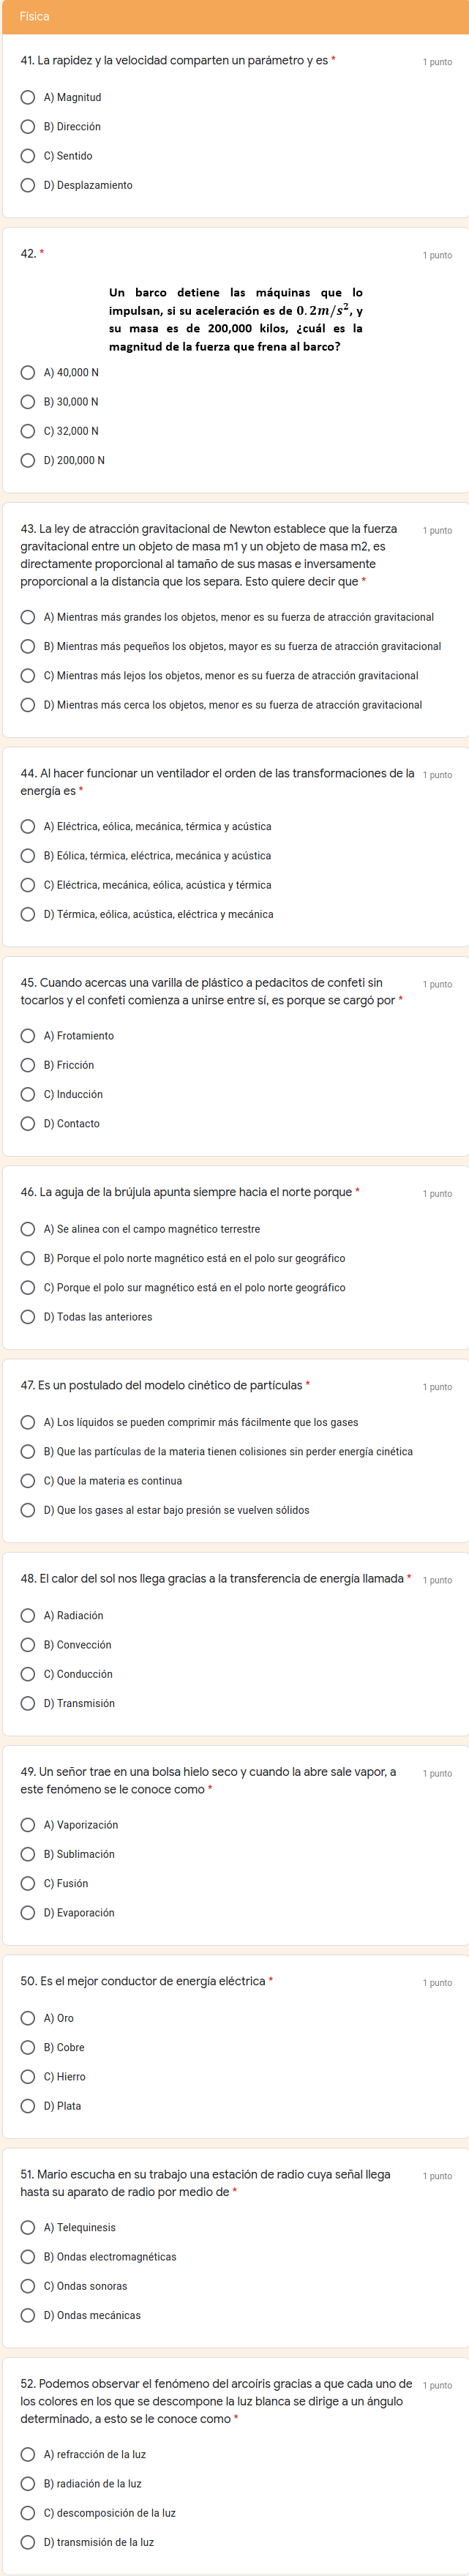 Física
41. La rapidez y la velocidad comparten un parámetro y es *
1 punto
A) Magnitud
B) Dirección
C) Sentido
D) Desplazamiento
42. *
1 punto
Un barco detiene las máquinas que lo
impulsan, si su aceleración es de 0.2m/s², y
su masa es de 200,000 kilos, ¿cuál es la
magnitud de la fuerza que frena al barco?
A) 40,000 N
B) 30,000 N
C) 32,000 N
D) 200,000 N
43. La ley de atracción gravitacional de Newton establece que la fuerza
1 punto
gravitacional entre un objeto de masa m1 y un objeto de masa m2, es
directamente proporcional al tamaño de sus masas e inversamente
proporcional a la distancia que los separa. Esto quiere decir que *
A) Mientras más grandes los objetos, menor es su fuerza de atracción gravitacional
B) Mientras más pequeños los objetos, mayor es su fuerza de atracción gravitacional
C) Mientras más lejos los objetos, menor es su fuerza de atracción gravitacional
D) Mientras más cerca los objetos, menor es su fuerza de atracción gravitacional
44. Al hacer funcionar un ventilador el orden de las transformaciones de la
1 punto
energía es *
A) Eléctrica, eólica, mecánica, térmica y acústica
B) Eólica, térmica, eléctrica, mecánica y acústica
C) Eléctrica, mecánica, eólica, acústica y térmica
D) Térmica, eólica, acústica, eléctrica y mecánica
45. Cuando acercas una varilla de plástico a pedacitos de confeti sin
1 punto
tocarlos y el confeti comienza a unirse entre sí, es porque se cargó por *
A) Frotamiento
B) Fricción
C) Inducción
D) Contacto
46. La aguja de la brújula apunta siempre hacia el norte porque *
1 punto
A) Se alinea con el campo magnético terrestre
B) Porque el polo norte magnético está en el polo sur geográfico
C) Porque el polo sur magnético está en el polo norte geográfico
D) Todas las anteriores
47. Es un postulado del modelo cinético de partículas *
1 punto
A) Los líquidos se pueden comprimir más fácilmente que los gases
B) Que las partículas de la materia tienen colisiones sin perder energía cinética
C) Que la materia es continua
D) Que los gases al estar bajo presión se vuelven sólidos
48. El calor del sol nos llega gracias a la transferencia de energía llamada *
1 punto
A) Radiación
B) Convección
C) Conducción
D) Transmisión
49. Un señor trae en una bolsa hielo seco y cuando la abre sale vapor, a
1 punto
este fenómeno se le conoce como *
A) Vaporización
B) Sublimación
C) Fusión
D) Evaporación
50. Es el mejor conductor de energía eléctrica *
1 punto
A) Oro
B) Cobre
C) Hierro
D) Plata
51. Mario escucha en su trabajo una estación de radio cuya señal llega
1 punto
hasta su aparato de radio por medio de *
A) Telequinesis
B) Ondas electromagnéticas
C) Ondas sonoras
D) Ondas mecánicas
52. Podemos observar el fenómeno del arcoíris gracias a que cada uno de
1 punto
los colores en los que se descompone la luz blanca se dirige a un ángulo
determinado, a esto se le conoce como *
A) refracción de la luz
B) radiación de la luz
C) descomposición de la luz
D) transmisión de la luz